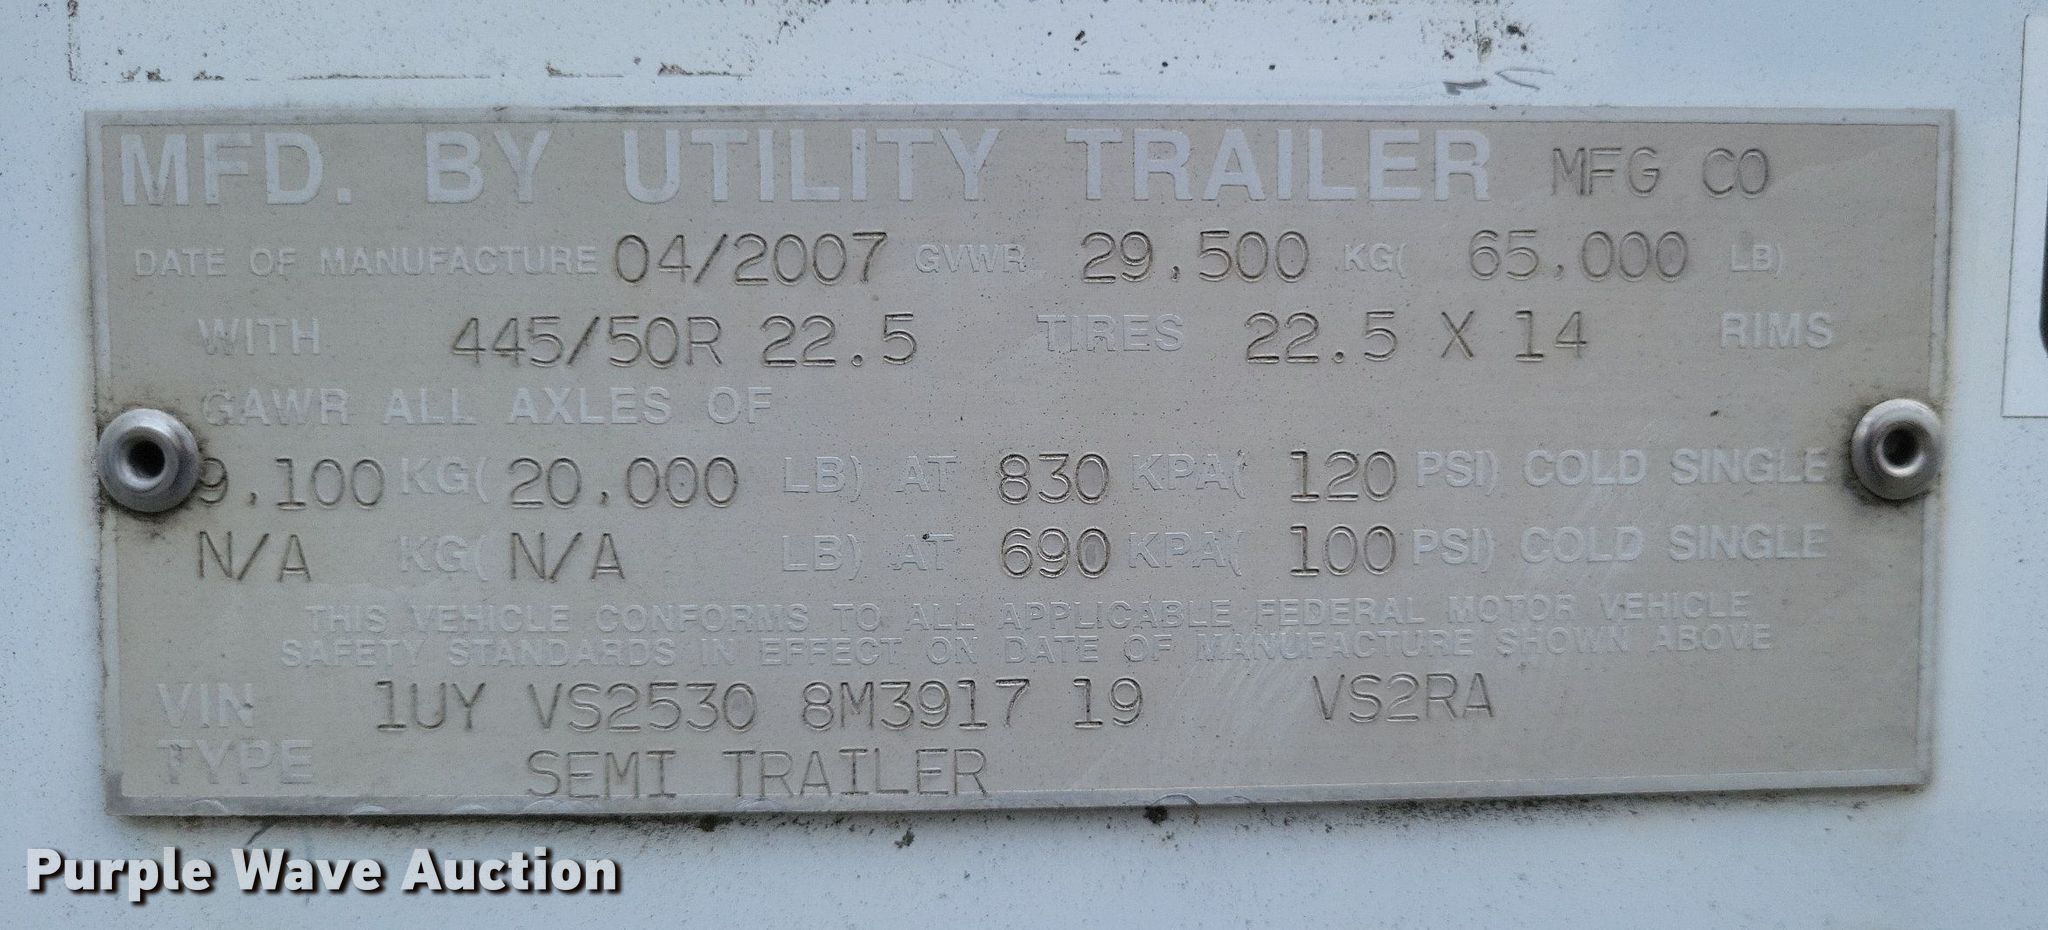 MFD. BY UTILITY TRAILER MFG CO
DATE OF MANUFACTURE 04/2007 GVWR 29,500 KG( 65,000 LB)
WITH 445/50R 22.5 TIRES 22.5 X 14 RIMS
GAWR ALL AXLES OF
9,100 KG( 20,000 LB) AT 830 KPA( 120 PSI) COLD SINGLE
N/A KG( N/A LB) AT 690 KPA( 100 PSI) COLD SINGLE
THIS VEHICLE CONFORMS TO ALL APPLICABLE FEDERAL MOTOR VEHICLE
SAFETY STANDARDS IN EFFECT ON DATE OF MANUFACTURE SHOWN ABOVE
VIN 1UY VS2530 8M3917 19 VS2RA
TYPE SEMI TRAILER
Purple Wave Auction